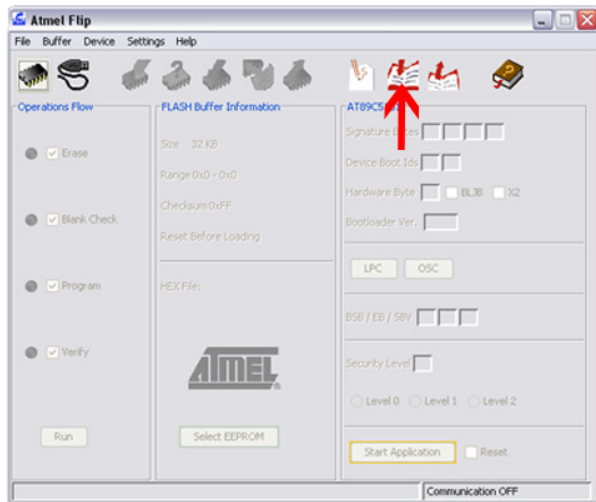 Atmel Flip
File Buffer Device Settings Help
Operations Flow
Erase
Blank Check
Program
Verify
Run
FLASH Buffer Information
Size 32 KB
Range 0x0 - 0x0
Checksum 0xFF
Reset Before Loading
HEX File:
ATMEL
Select EEPROM
Signature
Device Boot Ids
Hardware Byte BLJB X2
Bootloader Ver.
LPC OSC
BSB / EB / SBV
Security Level
Level 0 Level 1 Level 2
Start Application Reset
Communication OFF